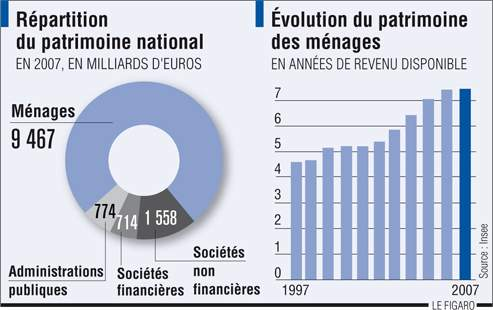 Répartition
du patrimoine national
EN 2007, EN MILLIARDS D'EUROS
Ménages
9 467
774
714
1 558
Administrations
publiques
Sociétés
financières
Sociétés
non
financières
Évolution du patrimoine
des ménages
EN ANNÉES DE REVENU DISPONIBLE
7
6
5
4
3
2
1
0
1997
2007
Source : Insee
LE FIGARO